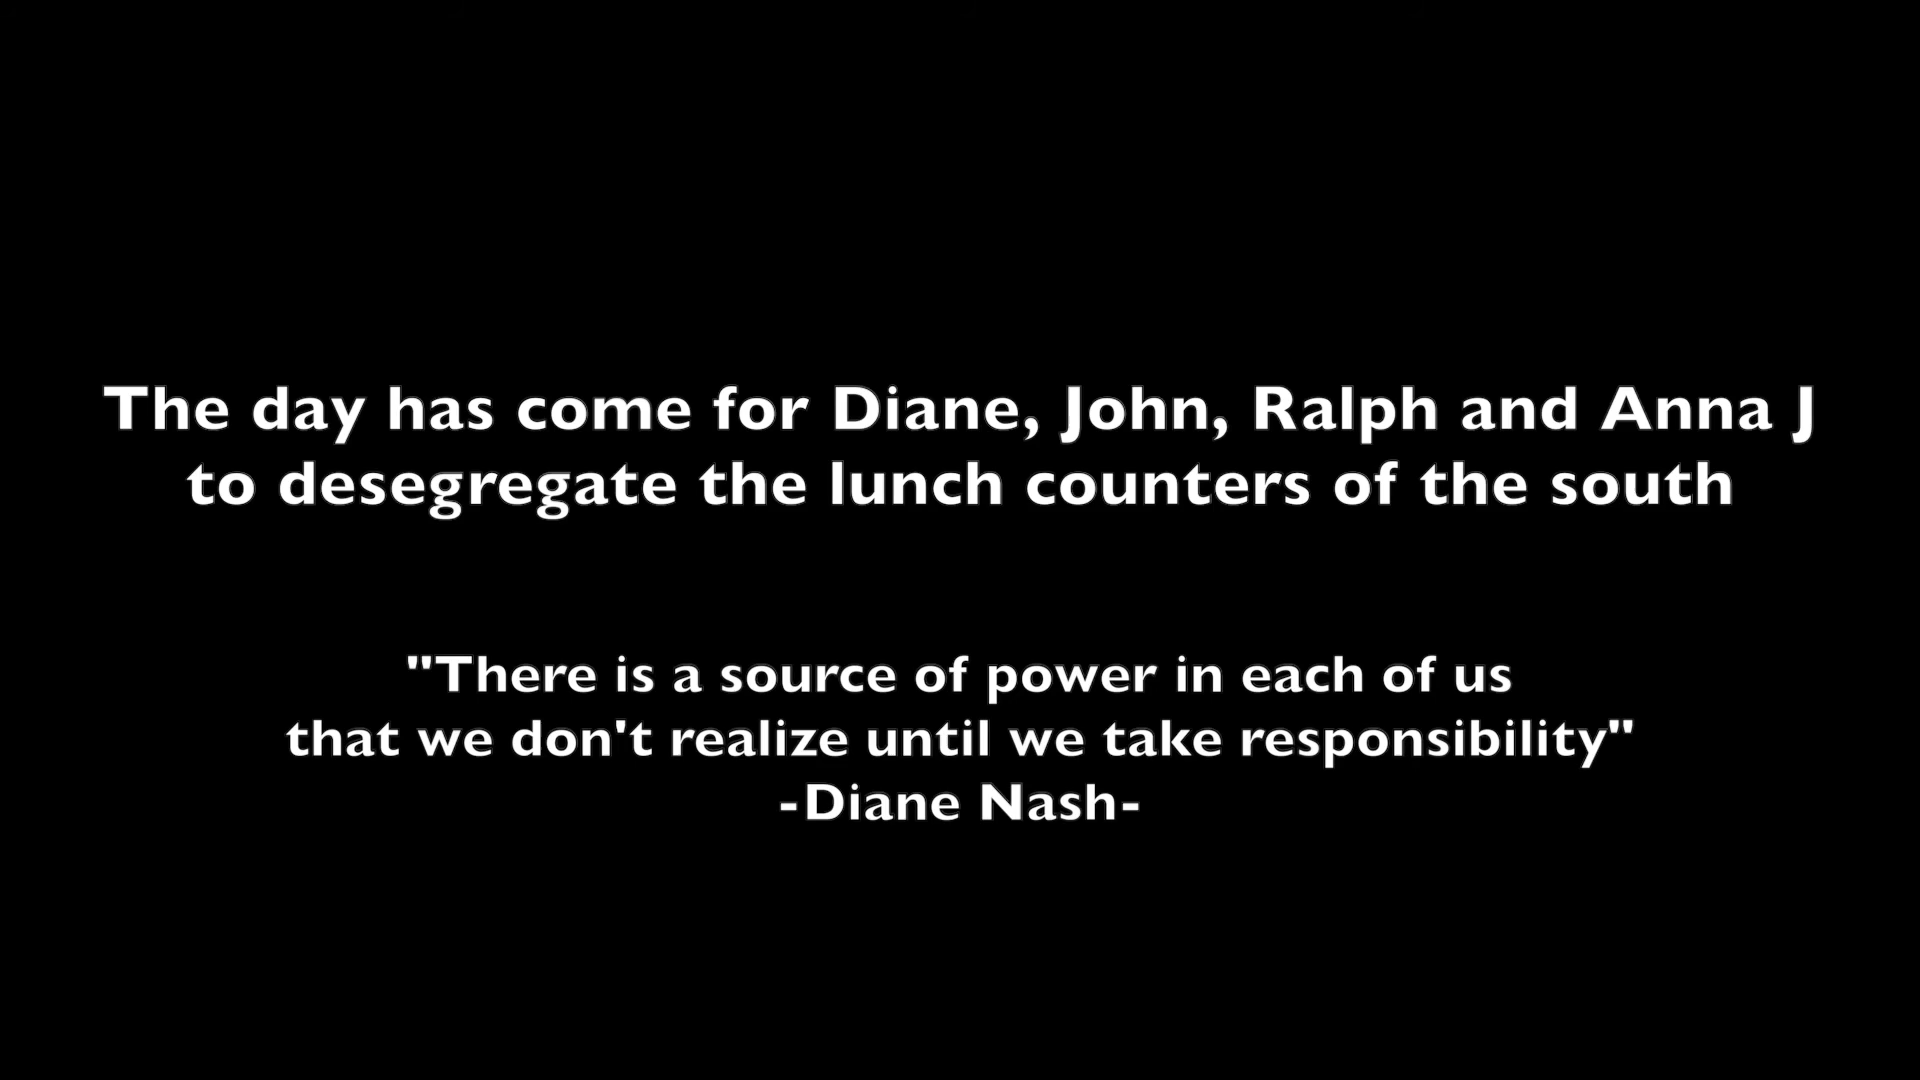 The day has come for Diane, John, Ralph and Anna J
to desegregate the lunch counters of the south
"There is a source of power in each of us
that we don't realize until we take responsibility"
-Diane Nash-